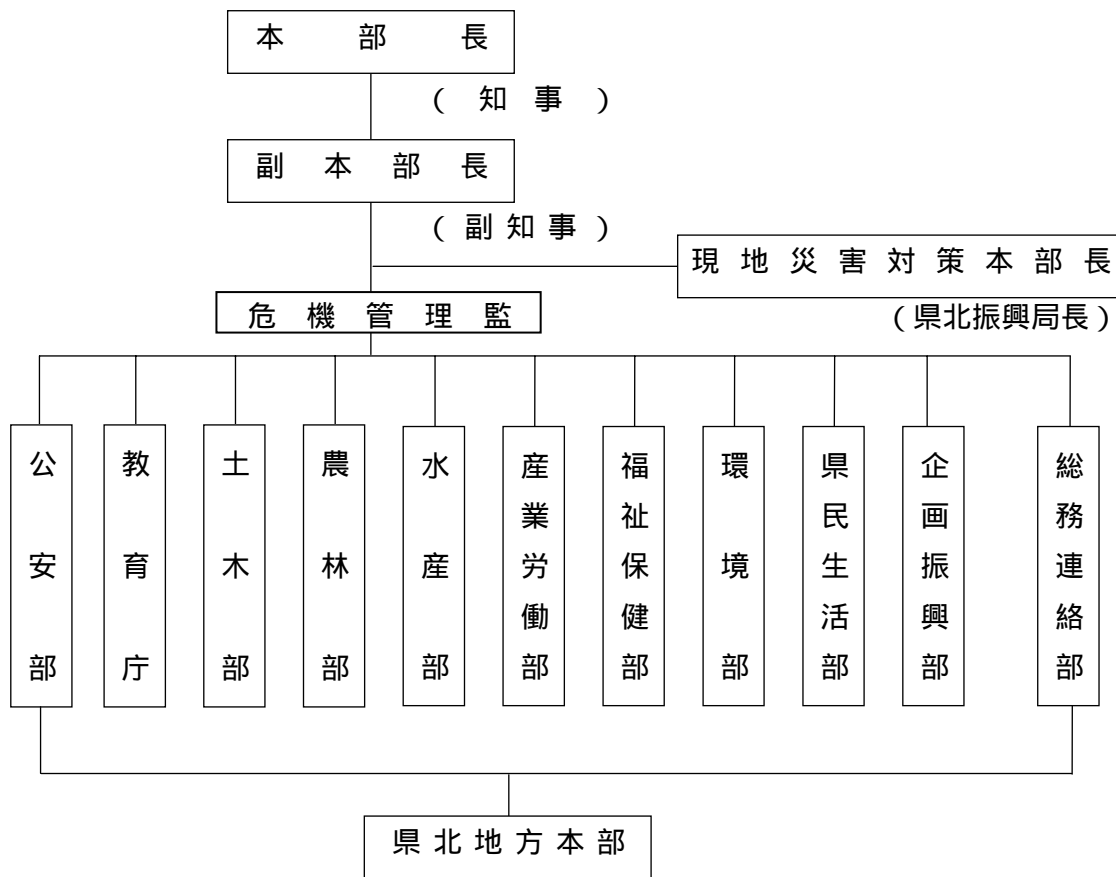 本部長
(知事)
副本部長
(副知事)
現地災害対策本部長
(県北振興局長)
危機管理監
公安部
教育庁
土木部
農林部
水産部
産業労働部
福祉保健部
環境部
県民生活部
企画振興部
総務連絡部
県北地方本部